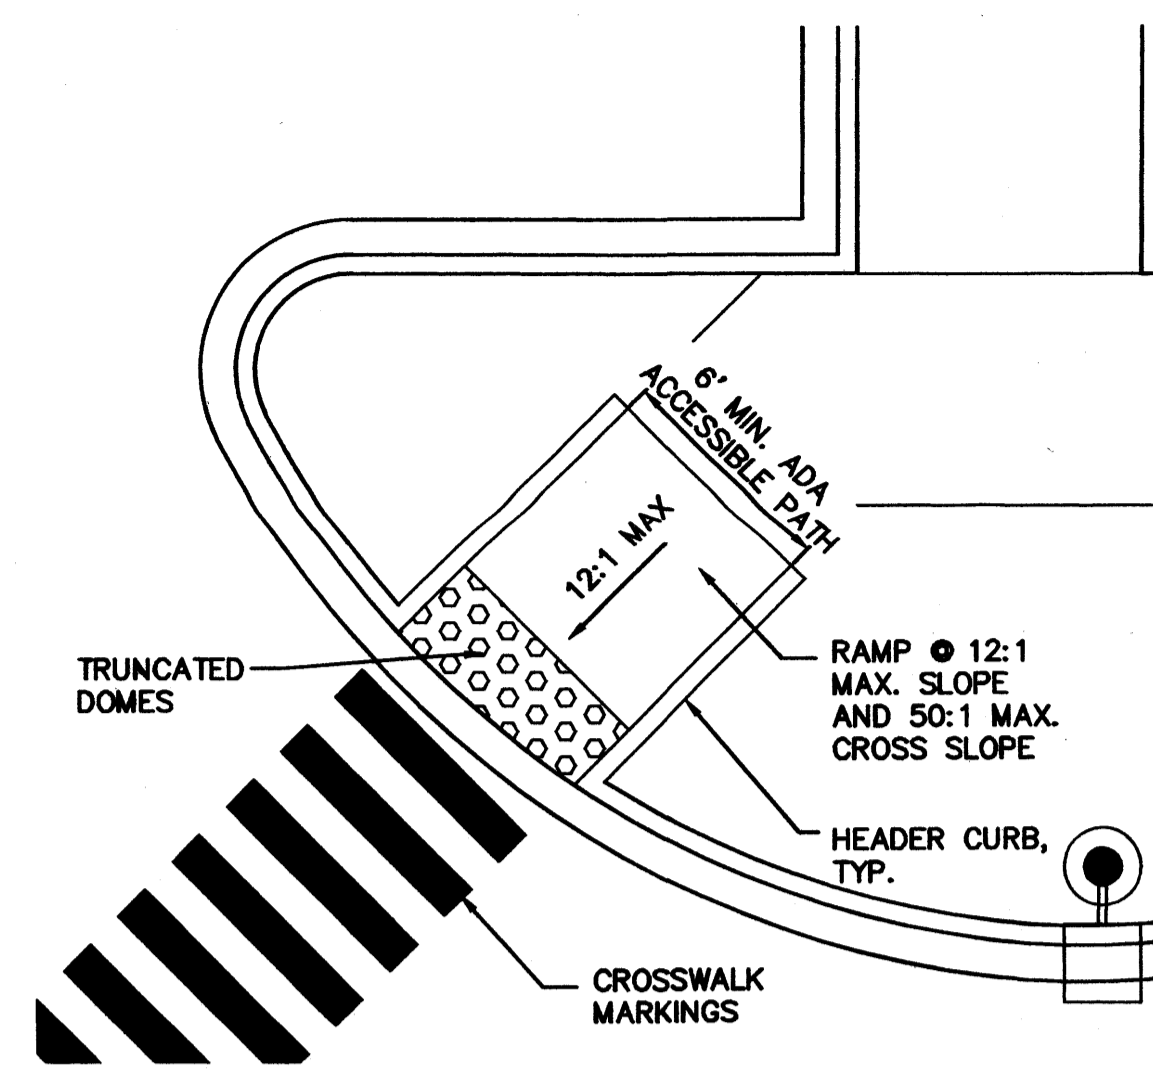 6' MIN. ADA
ACCESSIBLE PATH
12:1 MAX
TRUNCATED
DOMES
RAMP @ 12:1
MAX. SLOPE
AND 50:1 MAX.
CROSS SLOPE
HEADER CURB,
TYP.
CROSSWALK
MARKINGS